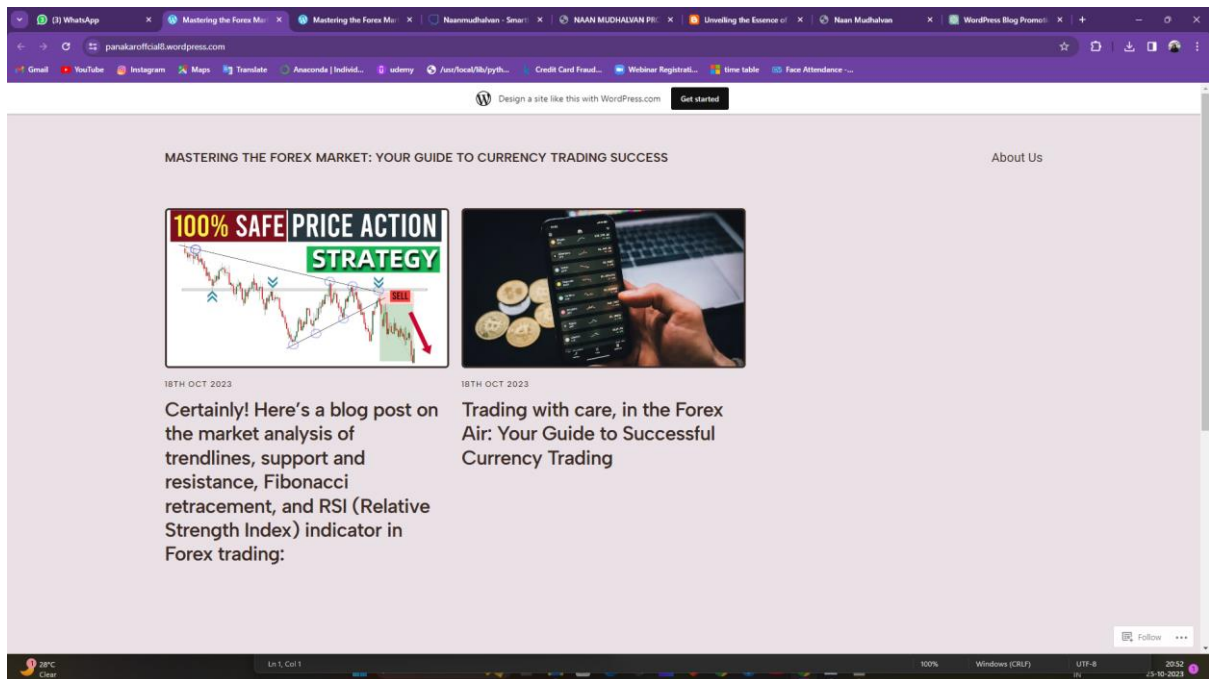 (3) WhatsApp
Mastering the Forex Mar
Mastering the Forex Mar
Naanmudhalvan - Smart
NAAN MUDHALVAN PR
Unveiling the Essence of
Naan Mudhalvan
WordPress Blog Promoti
panakaroffcial8.wordpress.com
Gmail
YouTube
Instagram
Maps
Translate
Anaconda | Individ...
udemy
/usr/local/lib/pyth...
Credit Card Fraud...
Webinar Registrati...
time table
Face Attendance -...
Design a site like this with WordPress.com
Get started
MASTERING THE FOREX MARKET: YOUR GUIDE TO CURRENCY TRADING SUCCESS
About Us
100% SAFE PRICE ACTION
STRATEGY
SELL
18TH OCT 2023
Certainly! Here's a blog post on
the market analysis of
trendlines, support and
resistance, Fibonacci
retracement, and RSI (Relative
Strength Index) indicator in
Forex trading:
18TH OCT 2023
Trading with care, in the Forex
Air: Your Guide to Successful
Currency Trading
Follow
1
28°C
Clear
Ln 1, Col 1
100%
Windows (CRLF)
UTF-8
IN
20:52
23-10-2023